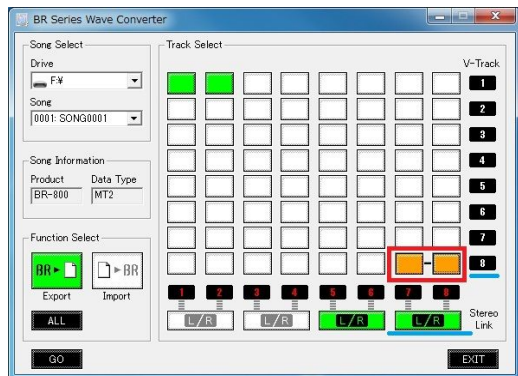 BR Series Wave Converter
Song Select
Drive
F:¥
Song
0001: SONG0001
Song Information
Product Data Type
BR-800 MT2
Function Select
BR BR
Export Import
ALL
GO
Track Select
V-Track
1
2
3
4
5
6
7
8
1 2 3 4 5 6 7 8
L/R L/R L/R L/R
Stereo
Link
EXIT